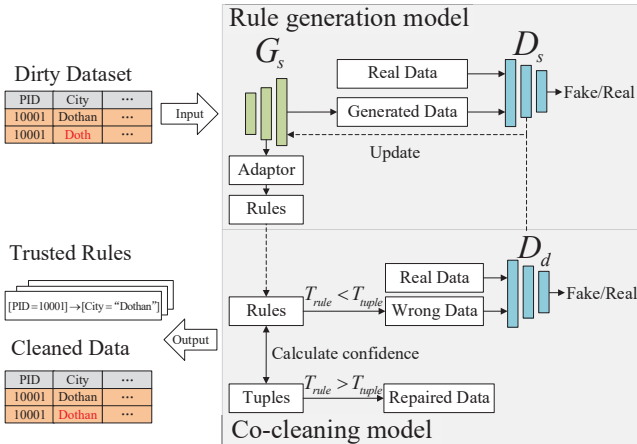 Rule generation model
G_s
D_s
Dirty Dataset
PID City ...
10001 Dothan ...
10001 Doth ...
Input
Real Data
Generated Data
Fake/Real
Update
Adaptor
Rules
Trusted Rules
[PID=10001]→[City="Dothan"]
Output
Cleaned Data
PID City ...
10001 Dothan ...
10001 Dothan ...
D_d
Real Data
Rules
T_rule < T_tuple
Wrong Data
Fake/Real
Calculate confidence
Tuples
T_rule > T_tuple
Repaired Data
Co-cleaning model